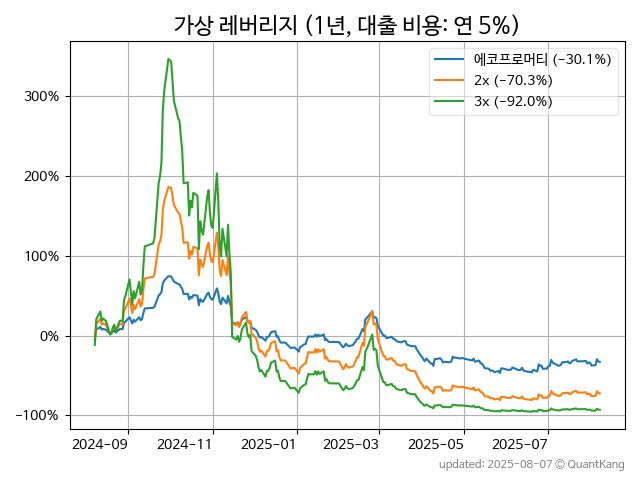 가상 레버리지 (1년, 대출 비용: 연 5%)
에코프로머티 (−30.1%)
2x (−70.3%)
3x (−92.0%)
300%
200%
100%
0%
−100%
2024-09 2024-11 2025-01 2025-03 2025-05 2025-07
updated: 2025-08-07 © QuantKang